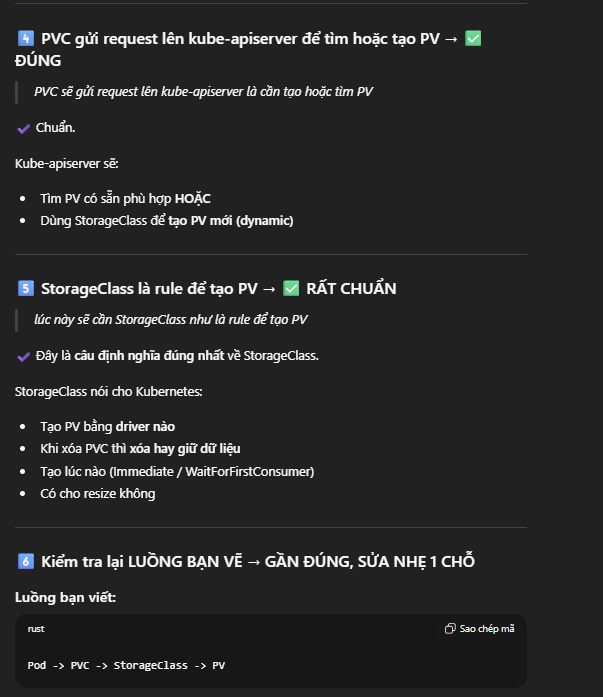 4 PVC gửi request lên kube-apiserver để tìm hoặc tạo PV → ✅
ĐÚNG
PVC sẽ gửi request lên kube-apiserver là cần tạo hoặc tìm PV
✔ Chuẩn.
Kube-apiserver sẽ:
• Tìm PV có sẵn phù hợp HOẶC
• Dùng StorageClass để tạo PV mới (dynamic)
5 StorageClass là rule để tạo PV → ✅ RẤT CHUẨN
lúc này sẽ cần StorageClass như là rule để tạo PV
✔ Đây là câu định nghĩa đúng nhất về StorageClass.
StorageClass nói cho Kubernetes:
• Tạo PV bằng driver nào
• Khi xóa PVC thì xóa hay giữ dữ liệu
• Tạo lúc nào (Immediate / WaitForFirstConsumer)
• Có cho resize không
6 Kiểm tra lại LUỒNG BẠN VẼ → GẦN ĐÚNG, SỬA NHẸ 1 CHỖ
Luồng bạn viết:
rust Sao chép mã
Pod -> PVC -> StorageClass -> PV